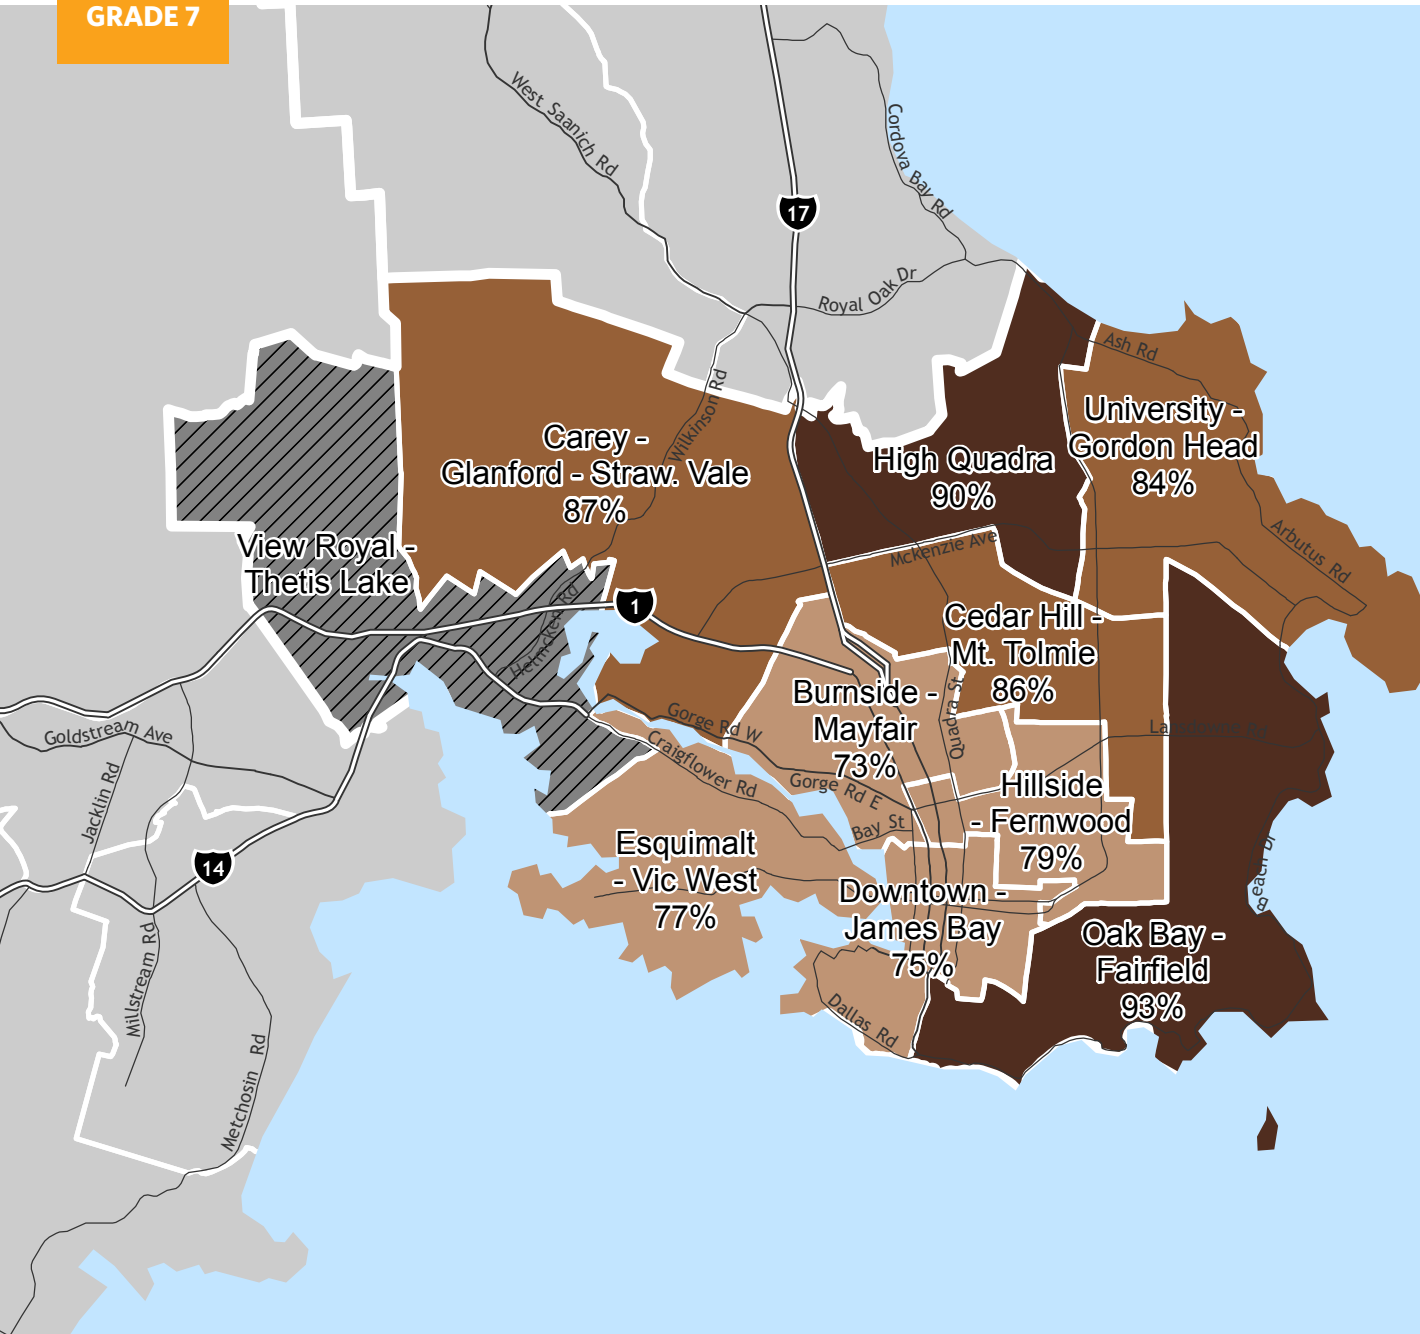 GRADE 7
West Saanich Rd
Cordova Bay Rd
17
Royal Oak Dr
Ash Rd
Wilkinson Rd
University -
Gordon Head
84%
Carey -
Glanford - Straw. Vale
87%
High Quadra
90%
Arbutus Rd
Mckenzie Ave
View Royal -
Thetis Lake
1
Helmcken Rd
Cedar Hill -
Mt. Tolmie
86%
Burnside -
Mayfair
73%
Quadra St
Gorge Rd W
Goldstream Ave
Craigflower Rd
Gorge Rd E
Jacklin Rd
Hillside
- Fernwood
79%
Bay St
Esquimalt
- Vic West
77%
14
Beach Dr
Downtown -
James Bay
75%
Oak Bay -
Fairfield
93%
Millstream Rd
Dallas Rd
Metchosin Rd